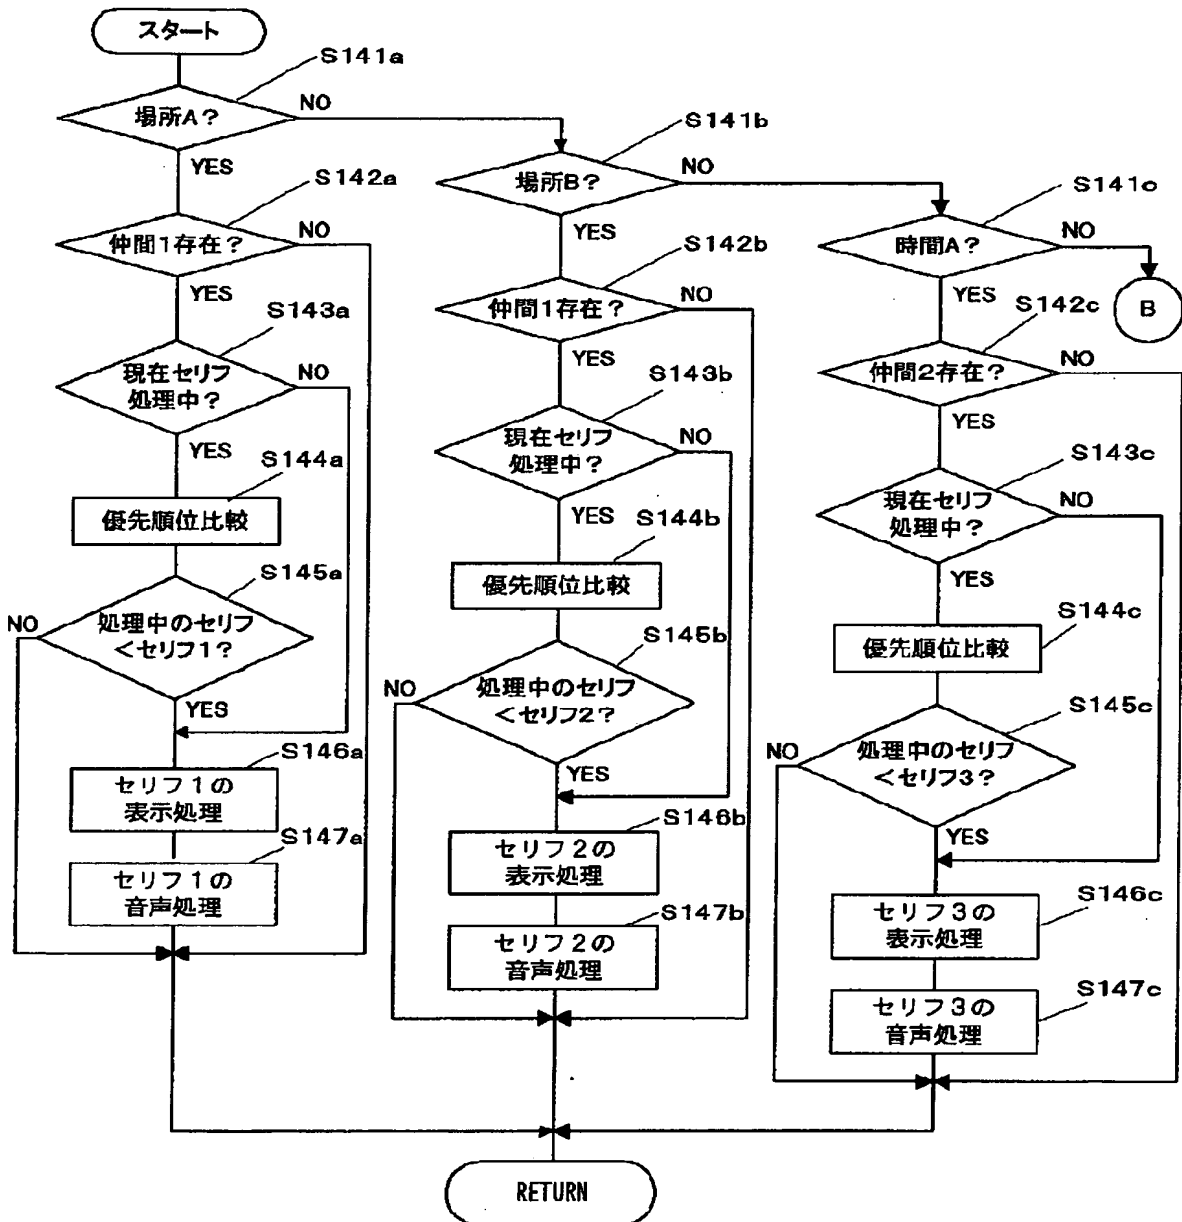 スタート
S141a
場所A?
NO
YES
S142a
仲間1存在?
NO
YES
S143a
現在セリフ
処理中?
NO
YES
S144a
優先順位比較
S145a
処理中のセリフ
<セリフ1?
NO
YES
S146a
セリフ1の
表示処理
S147a
セリフ1の
音声処理
S141b
場所B?
NO
YES
S142b
仲間1存在?
NO
YES
S143b
現在セリフ
処理中?
NO
YES
S144b
優先順位比較
S145b
処理中のセリフ
<セリフ2?
NO
YES
S146b
セリフ2の
表示処理
S147b
セリフ2の
音声処理
S141c
時間A?
NO
B
YES
S142c
仲間2存在?
NO
YES
S143c
現在セリフ
処理中?
NO
YES
S144c
優先順位比較
S145c
処理中のセリフ
<セリフ3?
NO
YES
S146c
セリフ3の
表示処理
S147c
セリフ3の
音声処理
RETURN